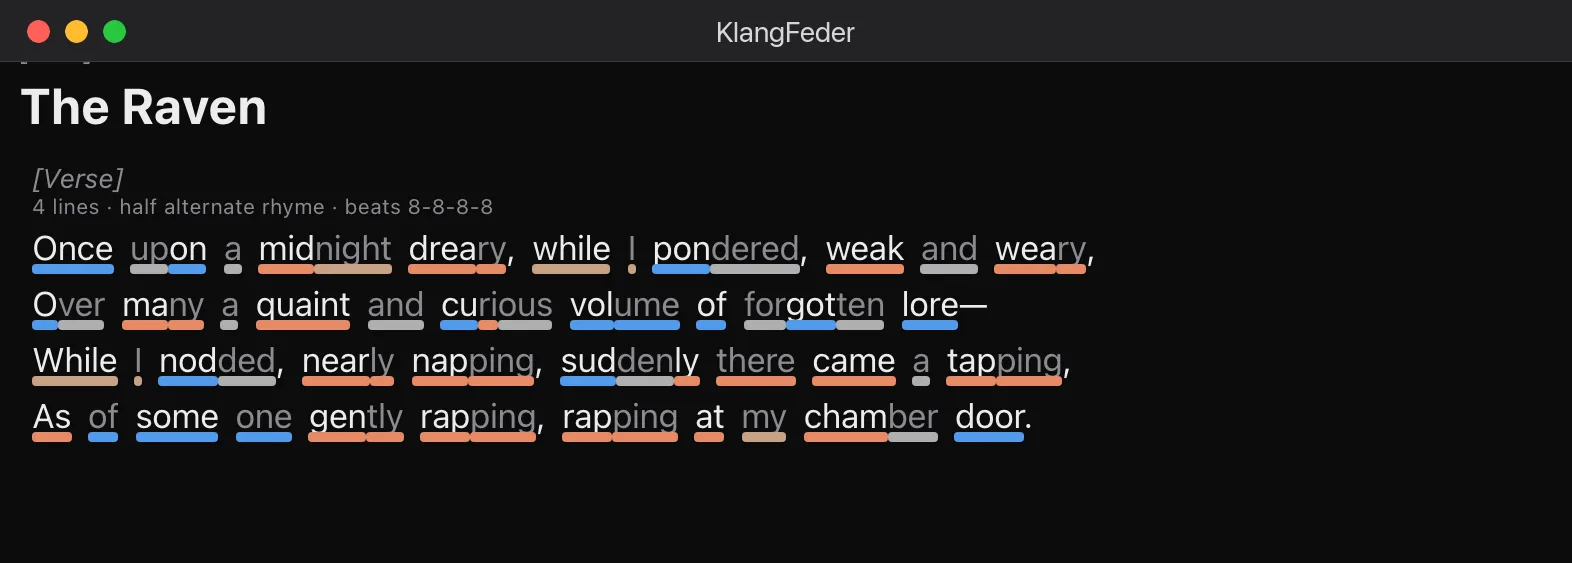 KlangFeder
The Raven
[Verse]
4 lines · half alternate rhyme · beats 8-8-8-8
Once upon a midnight dreary, while I pondered, weak and weary,
Over many a quaint and curious volume of forgotten lore—
While I nodded, nearly napping, suddenly there came a tapping,
As of some one gently rapping, rapping at my chamber door.